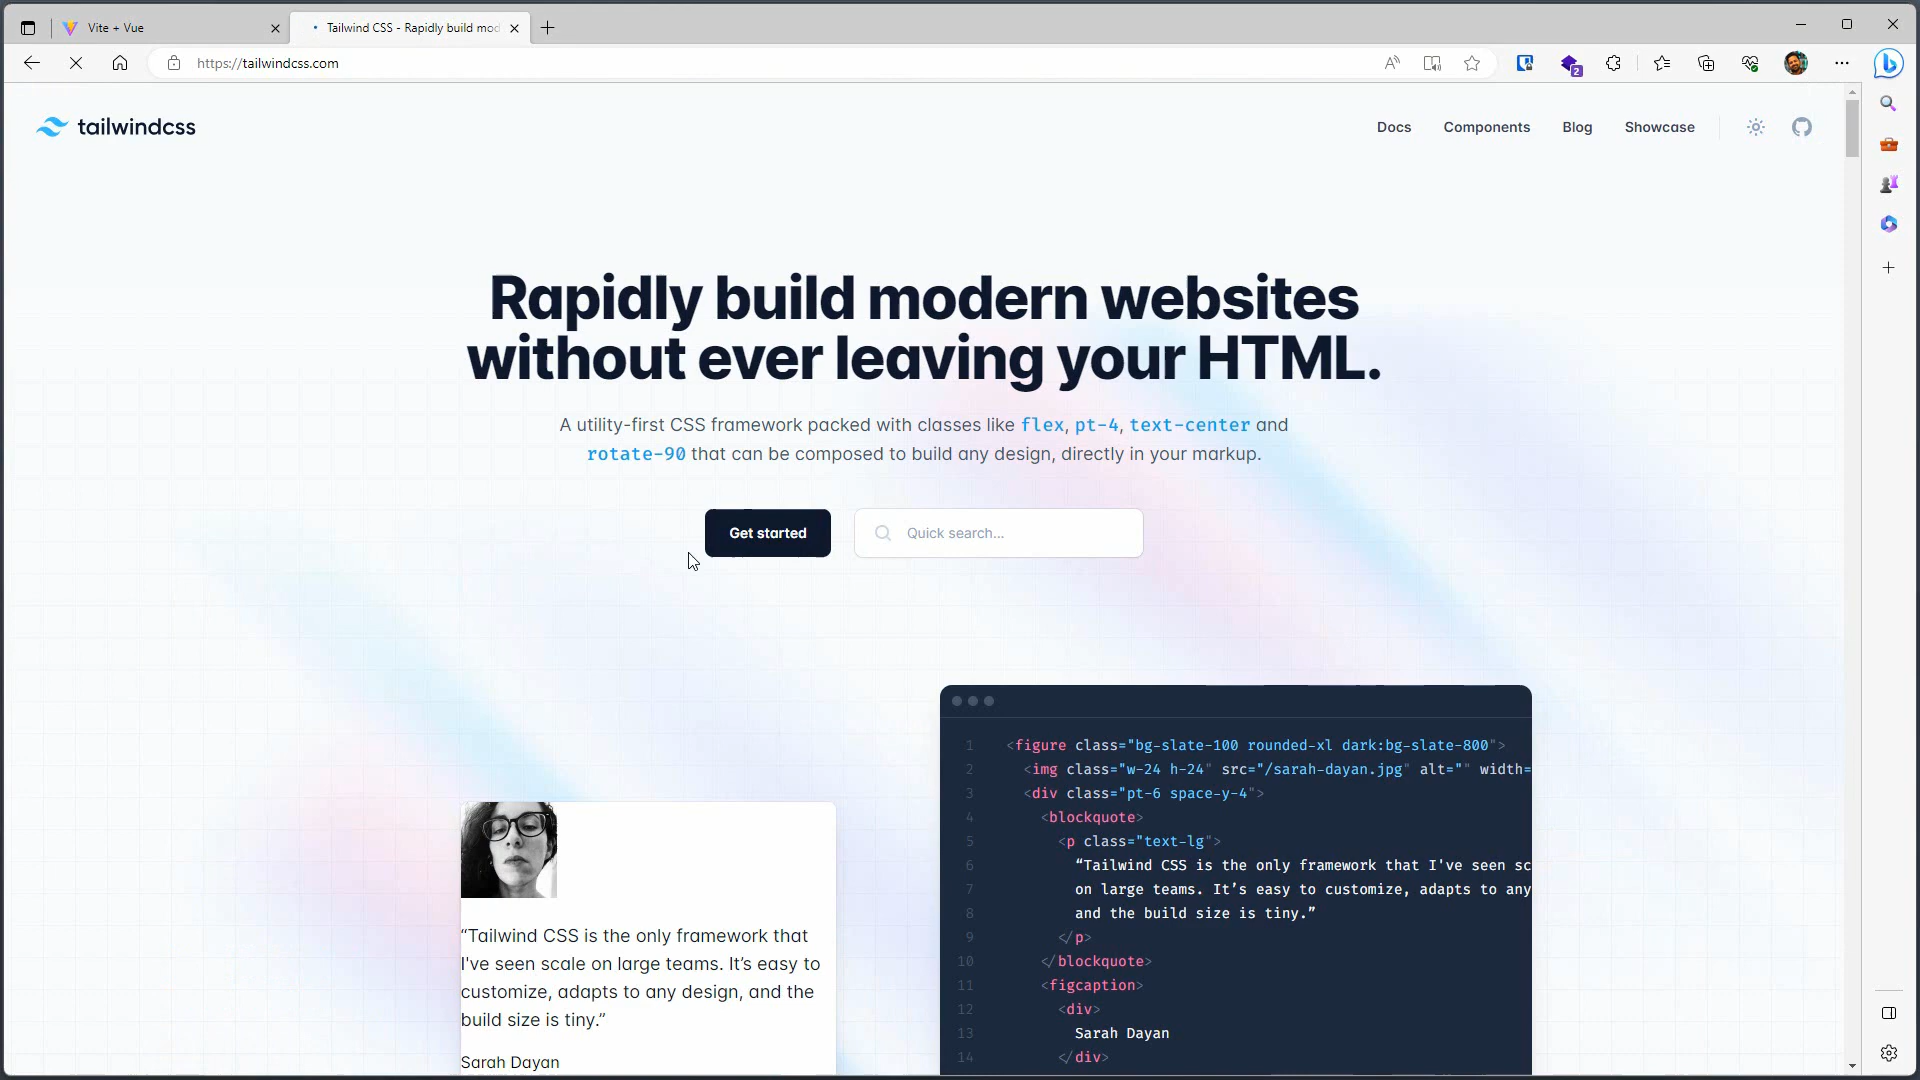 Vite + Vue
Tailwind CSS - Rapidly build mod
https://tailwindcss.com
2
tailwindcss
Docs
Components
Blog
Showcase
Rapidly build modern websites
without ever leaving your HTML.
A utility-first CSS framework packed with classes like flex, pt-4, text-center and
rotate-90 that can be composed to build any design, directly in your markup.
Get started
Quick search...
“Tailwind CSS is the only framework that
I've seen scale on large teams. It’s easy to
customize, adapts to any design, and the
build size is tiny.”
Sarah Dayan
1 <figure class="bg-slate-100 rounded-xl dark:bg-slate-800">
2 <img class="w-24 h-24" src="/sarah-dayan.jpg" alt="" width=
3 <div class="pt-6 space-y-4">
4 <blockquote>
5 <p class="text-lg">
6 “Tailwind CSS is the only framework that I've seen sc
7 on large teams. It’s easy to customize, adapts to any
8 and the build size is tiny.”
9 </p>
10 </blockquote>
11 <figcaption>
12 <div>
13 Sarah Dayan
14 </div>